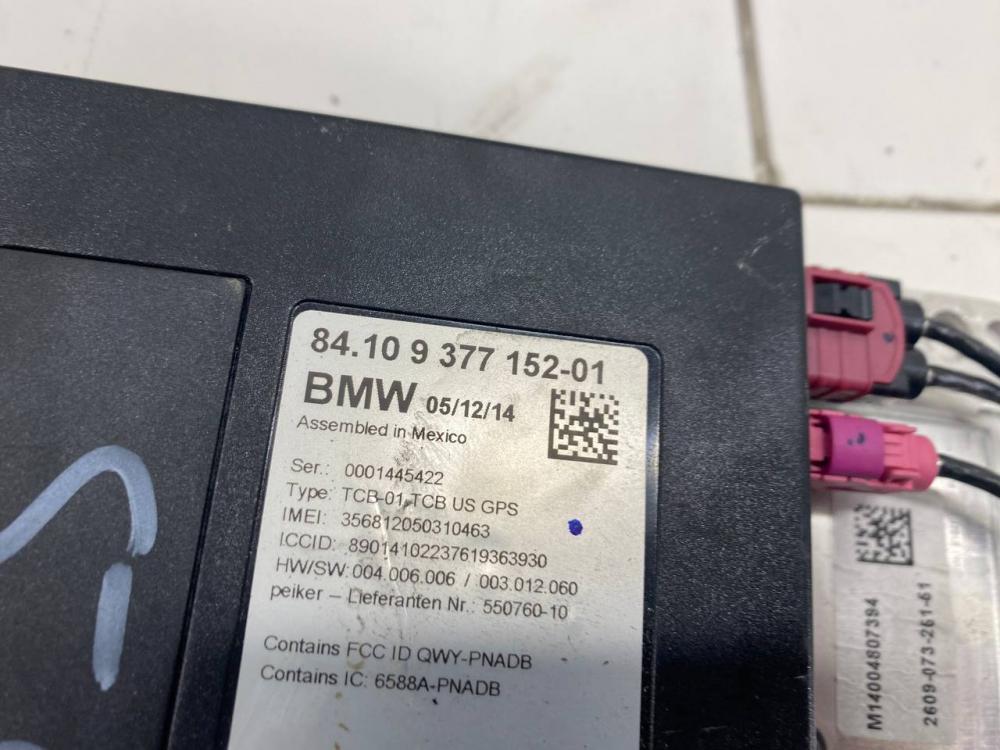 84.10 9 377 152-01
BMW 05/12/14
Assembled in Mexico
Ser.: 0001445422
Type: TCB-01,TCB US GPS
IMEI: 356812050310463
ICCID: 89014102237619363930
HW/SW: 004.006.006 / 003.012.060
peiker – Lieferanten Nr.: 550760-10
Contains FCC ID QWY-PNADB
Contains IC: 6588A-PNADB
M14004807394
2609-073-261-51